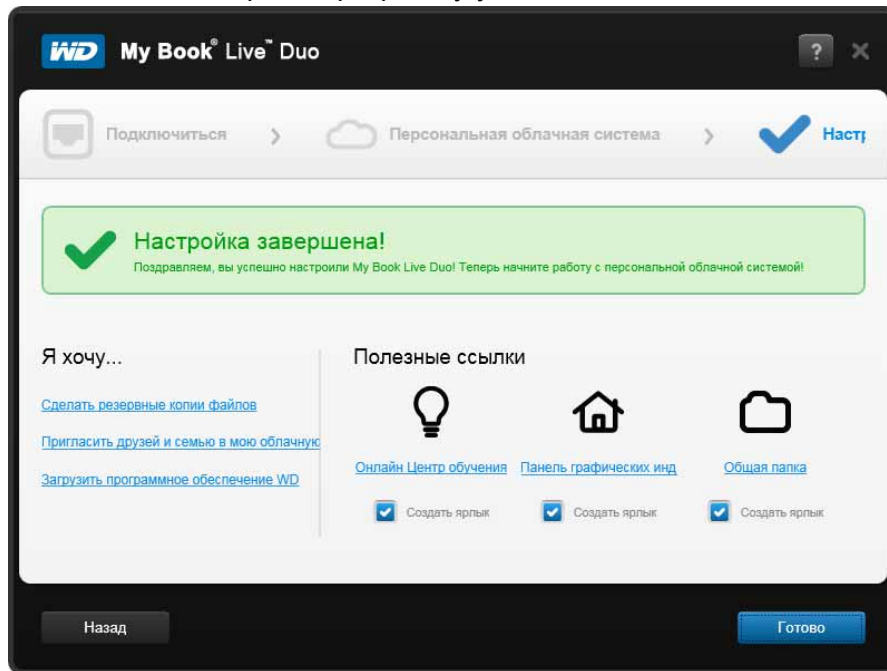 WD My Book® Live™ Duo ?
Подключиться > Персональная облачная система >
Настройка завершена!
Поздравляем, вы успешно настроили My Book Live Duo! Теперь начните работу с персональной облачной системой!
Я хочу...
Сделать резервные копии файлов
Пригласить друзей и семью в мою облачную
Загрузить программное обеспечение WD
Полезные ссылки
Онлайн Центр обучения Панель графических инд Общая папка
Создать ярлык Создать ярлык Создать ярлык
Назад Готово